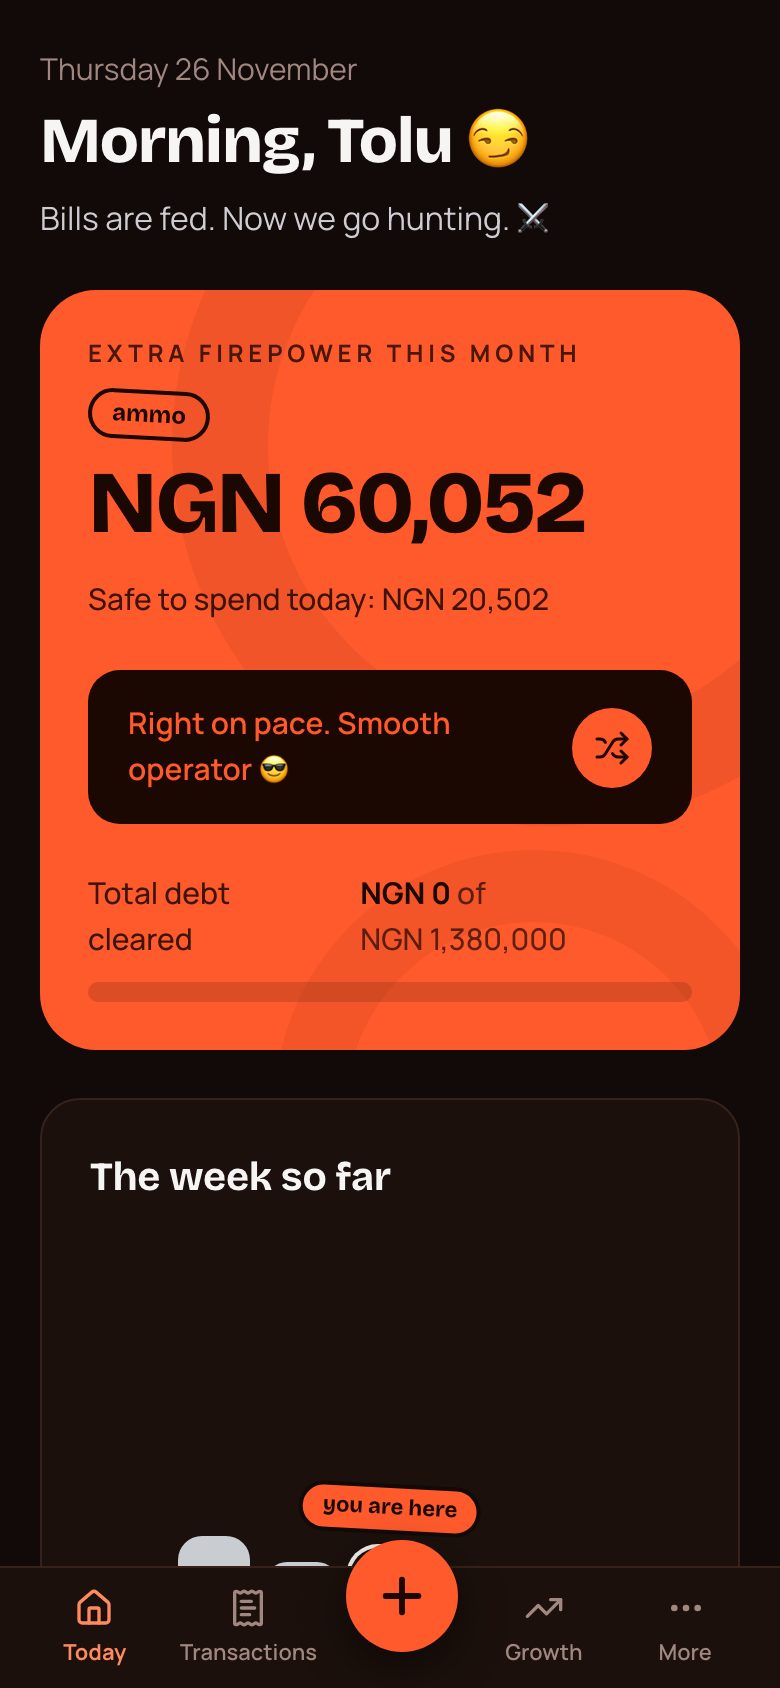 Thursday 26 November
Morning, Tolu 😏
Bills are fed. Now we go hunting. ⚔️
EXTRA FIREPOWER THIS MONTH
ammo
NGN 60,052
Safe to spend today: NGN 20,502
Right on pace. Smooth
operator 😎
Total debt
cleared
NGN 0 of
NGN 1,380,000
The week so far
you are here
Today
Transactions
Growth
More